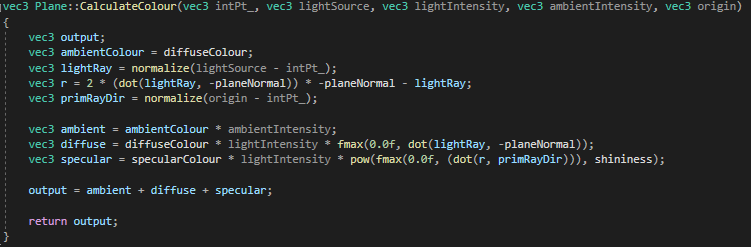 vec3 Plane::CalculateColour(vec3 intPt_, vec3 lightSource, vec3 lightIntensity, vec3 ambientIntensity, vec3 origin)
{
vec3 output;
vec3 ambientColour = diffuseColour;
vec3 lightRay = normalize(lightSource - intPt_);
vec3 r = 2 * (dot(lightRay, -planeNormal)) * -planeNormal - lightRay;
vec3 primRayDir = normalize(origin - intPt_);
vec3 ambient = ambientColour * ambientIntensity;
vec3 diffuse = diffuseColour * lightIntensity * fmax(0.0f, dot(lightRay, -planeNormal));
vec3 specular = specularColour * lightIntensity * pow(fmax(0.0f, (dot(r, primRayDir))), shininess);
output = ambient + diffuse + specular;
return output;
}